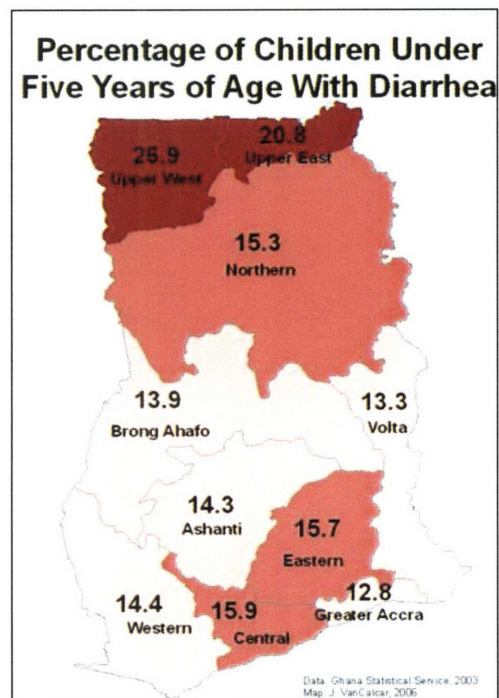 Percentage of Children Under
Five Years of Age With Diarrhea
20.8
Upper East
26.9
Upper West
15.3
Northern
13.9
Brong Ahafo
13.3
Volta
14.3
Ashanti
15.7
Eastern
12.8
Greater Accra
14.4
Western
15.9
Central
Data: Ghana Statistical Service, 2003
Map: J. VanCalcar, 2006